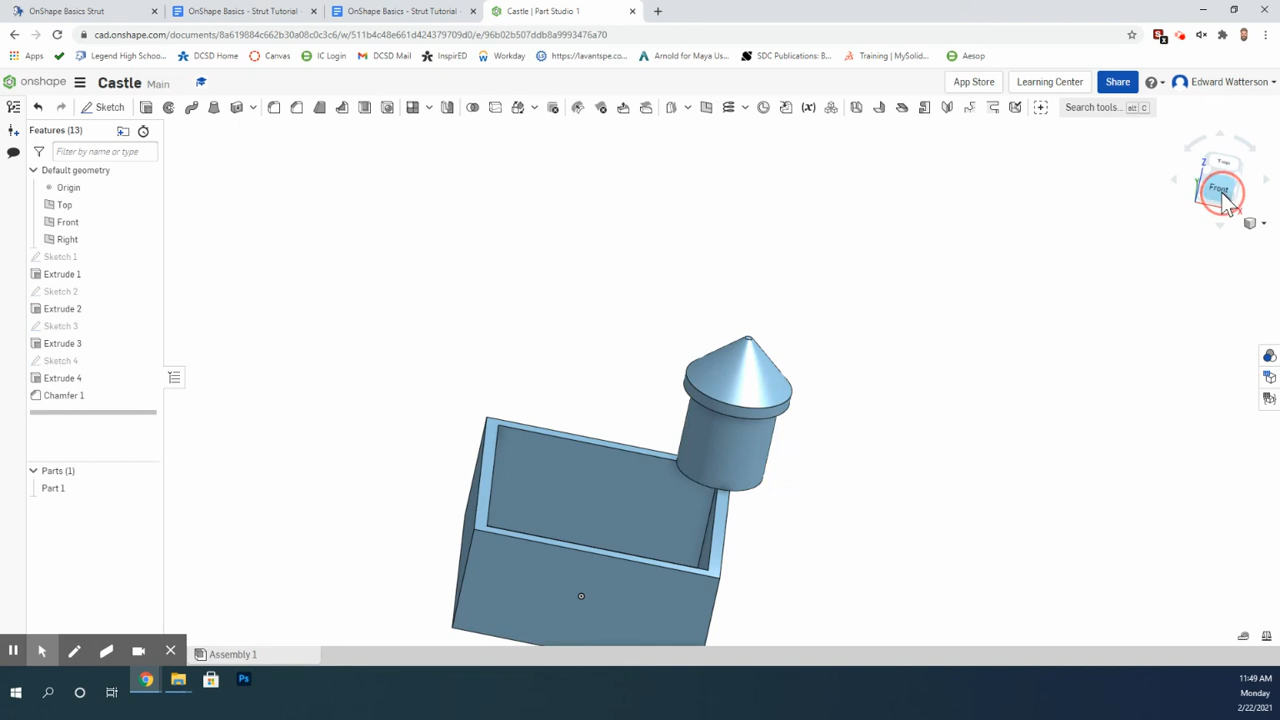 OnShape Basics Strut
OnShape Basics - Strut Tutorial -
OnShape Basics - Strut Tutorial -
Castle | Part Studio 1
cad.onshape.com/documents/8a619884c662b30a08c0c3c6/w/511b4c48e661d424379709d0/e/96b02b507ddb8a9993476a70
Apps
Legend High School...
DCSD Home
Canvas
IC Login
DCSD Mail
InspirED
Workday
https://lavantspe.co...
Arnold for Maya Us...
SDC Publications: B...
Training | MySolid...
Aesop
onshape
Castle Main
App Store
Learning Center
Share
Edward Watterson
Sketch
Search tools... alt C
Features (13)
Filter by name or type
Default geometry
Origin
Top
Front
Right
Sketch 1
Extrude 1
Sketch 2
Extrude 2
Sketch 3
Extrude 3
Sketch 4
Extrude 4
Chamfer 1
Parts (1)
Part 1
Z
Top
Y
Front
X
Assembly 1
Ps
11:49 AM
Monday
2/22/2021